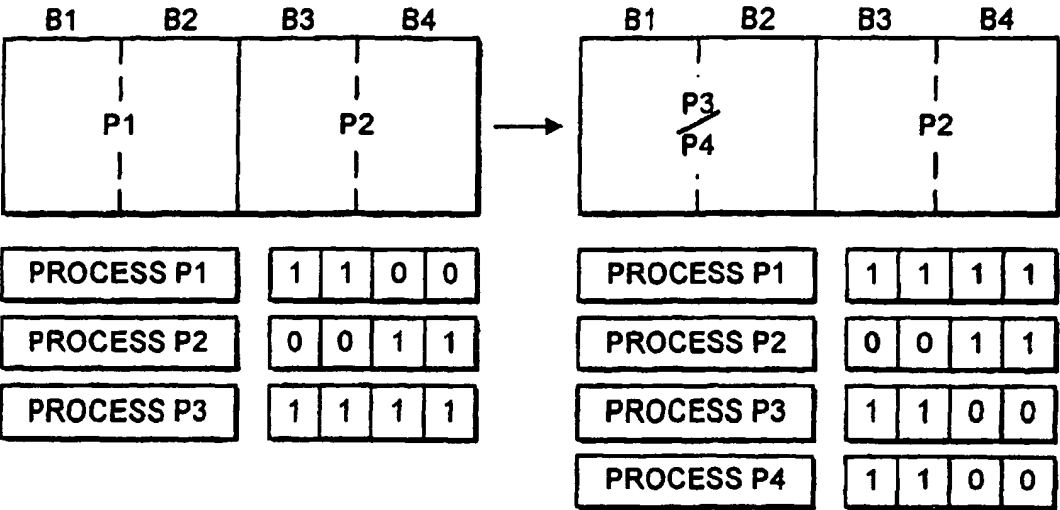 B1 B2 B3 B4
P1 P2
PROCESS P1 1 1 0 0
PROCESS P2 0 0 1 1
PROCESS P3 1 1 1 1
B1 B2 B3 B4
P3
P4
P2
PROCESS P1 1 1 1 1
PROCESS P2 0 0 1 1
PROCESS P3 1 1 0 0
PROCESS P4 1 1 0 0